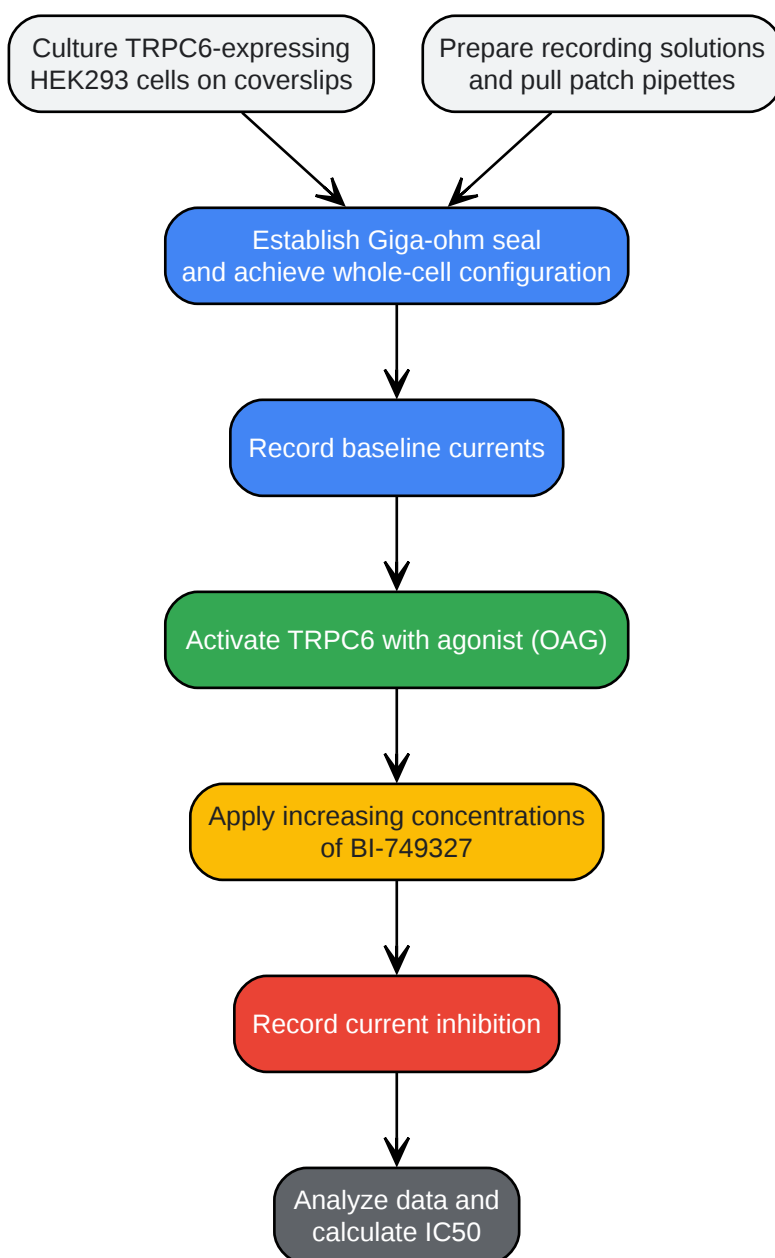 Culture TRPC6-expressing
HEK293 cells on coverslips
Prepare recording solutions
and pull patch pipettes
Establish Giga-ohm seal
and achieve whole-cell configuration
Record baseline currents
Activate TRPC6 with agonist (OAG)
Apply increasing concentrations
of BI-749327
Record current inhibition
Analyze data and
calculate IC50